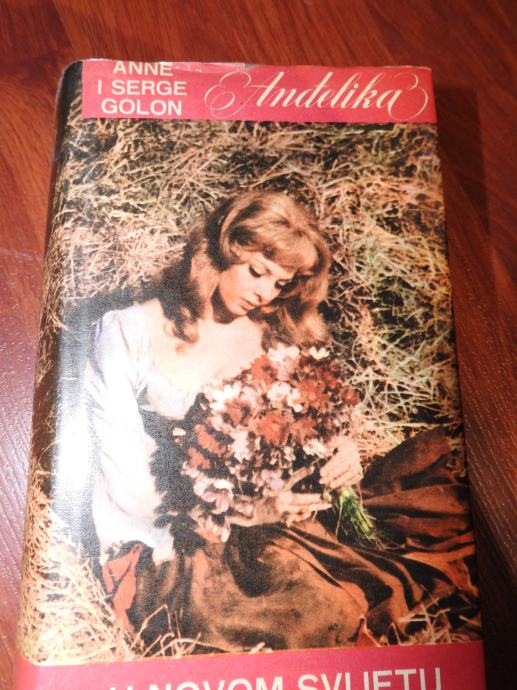 ANNE
I SERGE
GOLON
Anđelika
U NOVOM SVIJETU